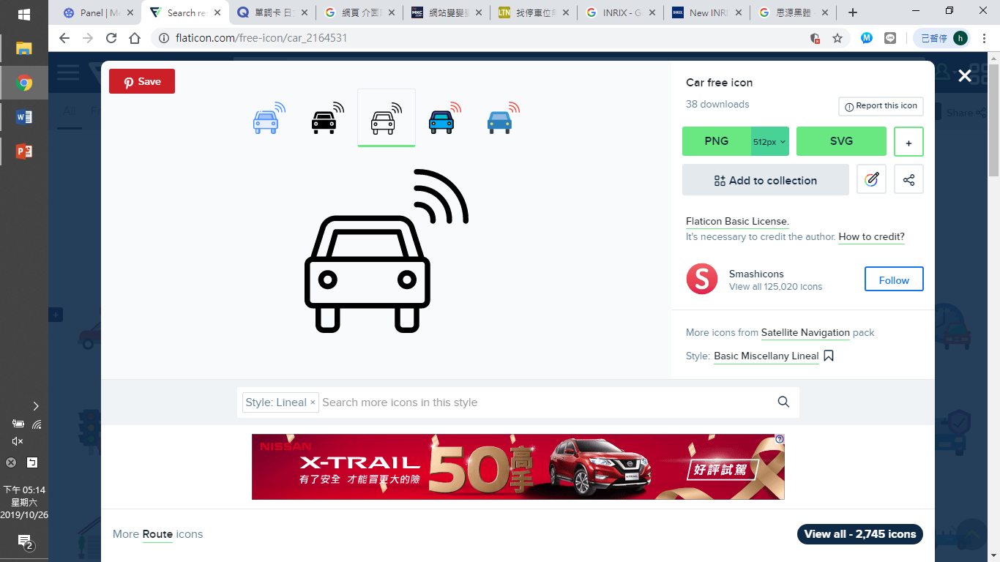 Panel | M
Search res
單詞卡 日
網頁 介面
網站變變
找停車位
INRIX - G
New INRI
思源黑體 -
flaticon.com/free-icon/car_2164531
已暫停
h
All
Share
Save
Car free icon
38 downloads
Report this icon
PNG
512px
SVG
+
Add to collection
Flaticon Basic License.
It's necessary to credit the author. How to credit?
Smashicons
View all 125,020 icons
Follow
More icons from Satellite Navigation pack
Style: Basic Miscellany Lineal
Style: Lineal ×
Search more icons in this style
NISSAN
X-TRAIL
有了安全 才能冒更大的險
50高手
好評試駕
More Route icons
View all - 2,745 icons
下午 05:14
星期六
2019/10/26
2